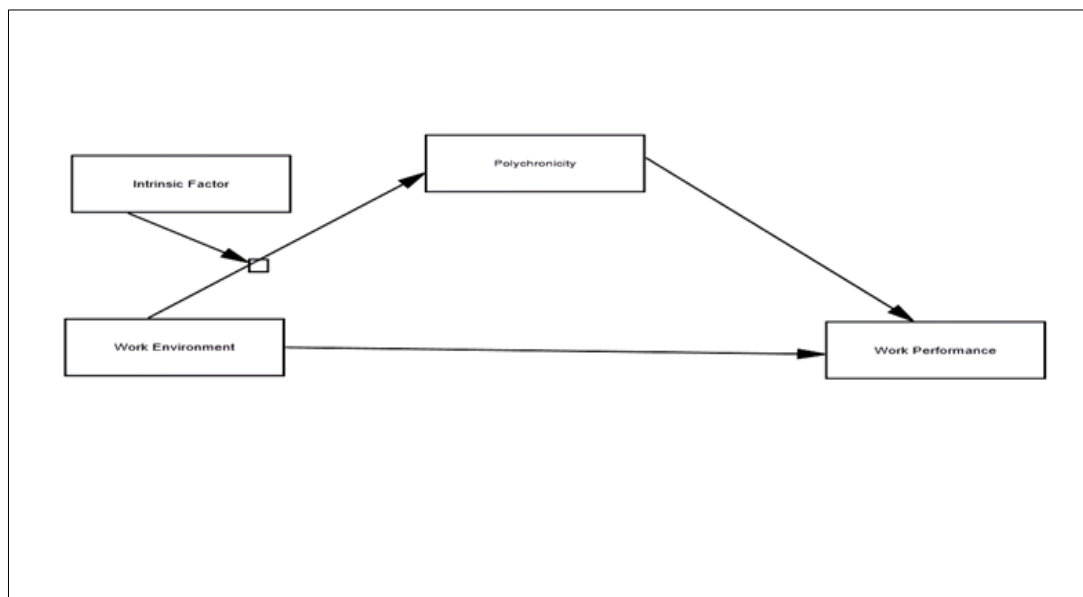 Polychronicity
Intrinsic Factor
Work Environment
Work Performance